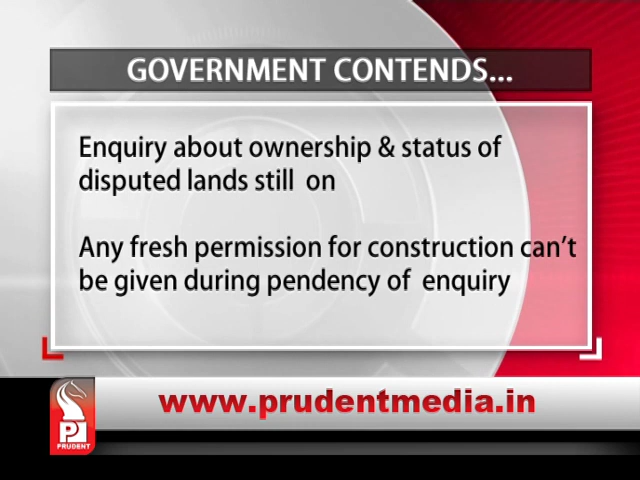 GOVERNMENT CONTENDS...
Enquiry about ownership & status of
disputed lands still on
Any fresh permission for construction can't
be given during pendency of enquiry
www.prudentmedia.in
P
PRUDENT